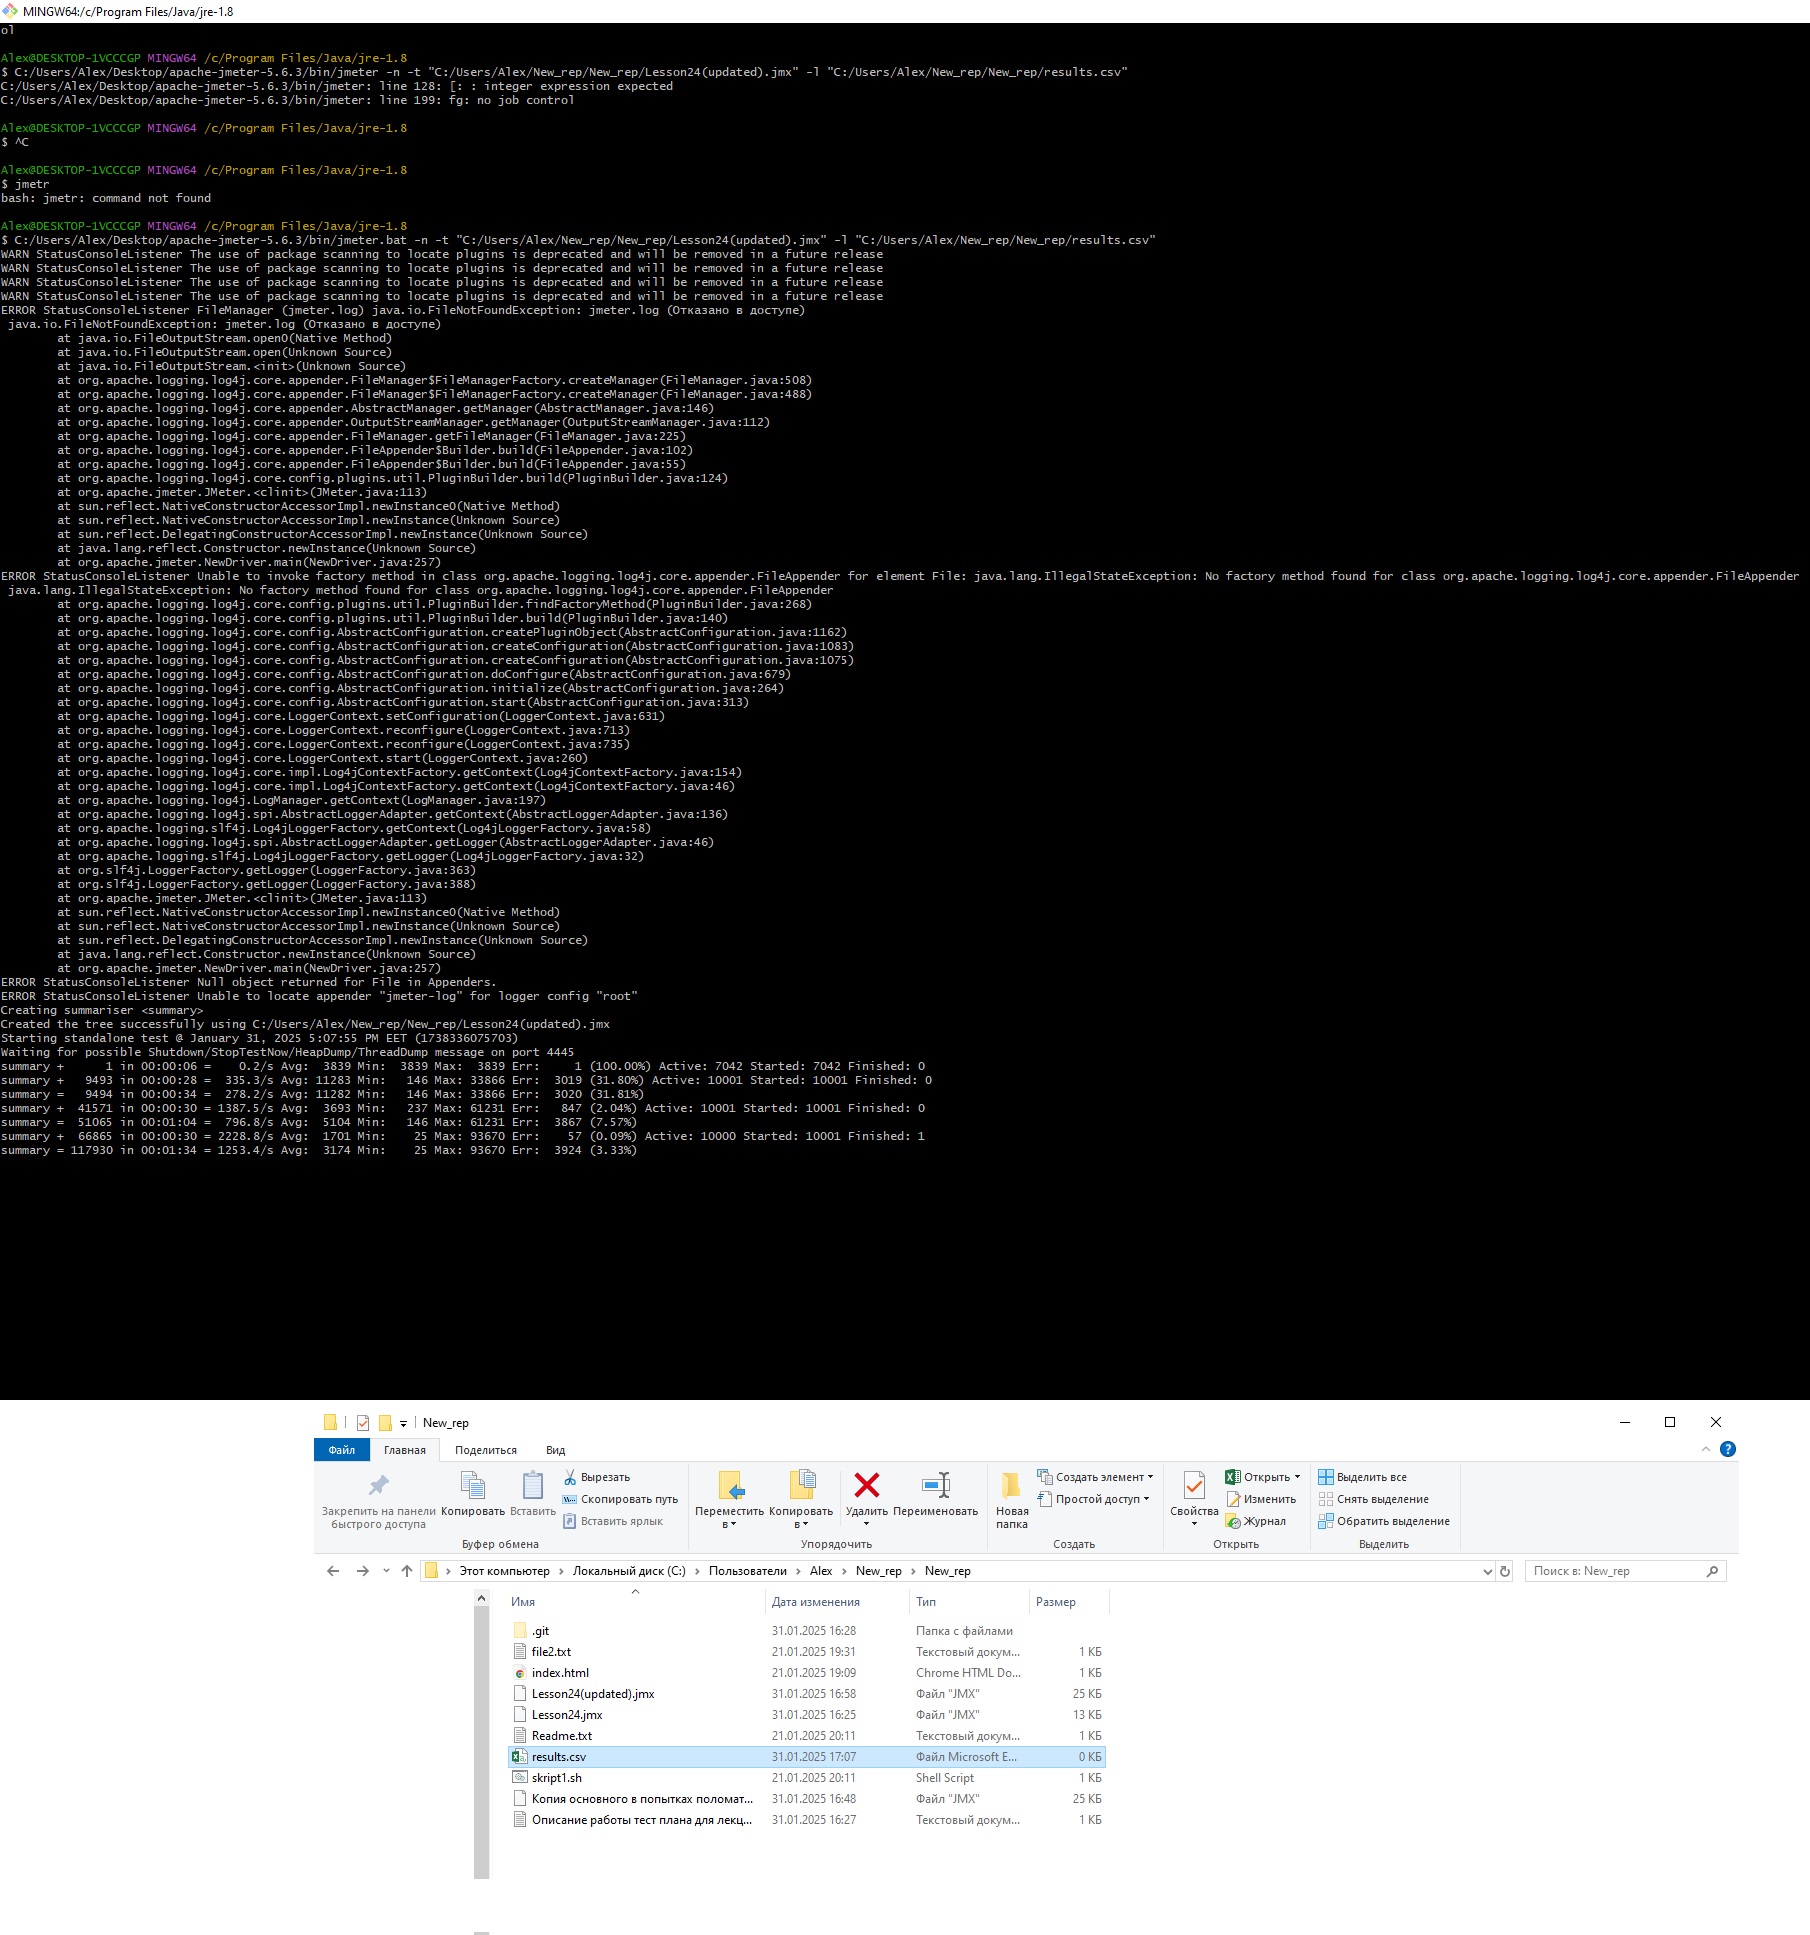 MINGW64:/c/Program Files/Java/jre-1.8
ol
Alex@DESKTOP-1VCCCGP MINGW64 /c/Program Files/Java/jre-1.8
$ C:/Users/Alex/Desktop/apache-jmeter-5.6.3/bin/jmeter -n -t "C:/Users/Alex/New_rep/New_rep/Lesson24(updated).jmx" -l "C:/Users/Alex/New_rep/New_rep/results.csv"
C:/Users/Alex/Desktop/apache-jmeter-5.6.3/bin/jmeter: line 128: [: : integer expression expected
C:/Users/Alex/Desktop/apache-jmeter-5.6.3/bin/jmeter: line 199: fg: no job control
Alex@DESKTOP-1VCCCGP MINGW64 /c/Program Files/Java/jre-1.8
$ ^C
Alex@DESKTOP-1VCCCGP MINGW64 /c/Program Files/Java/jre-1.8
$ jmetr
bash: jmetr: command not found
Alex@DESKTOP-1VCCCGP MINGW64 /c/Program Files/Java/jre-1.8
$ C:/Users/Alex/Desktop/apache-jmeter-5.6.3/bin/jmeter.bat -n -t "C:/Users/Alex/New_rep/New_rep/Lesson24(updated).jmx" -l "C:/Users/Alex/New_rep/New_rep/results.csv"
WARN StatusConsoleListener The use of package scanning to locate plugins is deprecated and will be removed in a future release
WARN StatusConsoleListener The use of package scanning to locate plugins is deprecated and will be removed in a future release
WARN StatusConsoleListener The use of package scanning to locate plugins is deprecated and will be removed in a future release
WARN StatusConsoleListener The use of package scanning to locate plugins is deprecated and will be removed in a future release
ERROR StatusConsoleListener FileManager (jmeter.log) java.io.FileNotFoundException: jmeter.log (Отказано в доступе)
java.io.FileNotFoundException: jmeter.log (Отказано в доступе)
at java.io.FileOutputStream.open0(Native Method)
at java.io.FileOutputStream.open(Unknown Source)
at java.io.FileOutputStream.<init>(Unknown Source)
at org.apache.logging.log4j.core.appender.FileManager$FileManagerFactory.createManager(FileManager.java:508)
at org.apache.logging.log4j.core.appender.FileManager$FileManagerFactory.createManager(FileManager.java:488)
at org.apache.logging.log4j.core.appender.AbstractManager.getManager(AbstractManager.java:146)
at org.apache.logging.log4j.core.appender.OutputStreamManager.getManager(OutputStreamManager.java:112)
at org.apache.logging.log4j.core.appender.FileManager.getFileManager(FileManager.java:225)
at org.apache.logging.log4j.core.appender.FileAppender$Builder.build(FileAppender.java:102)
at org.apache.logging.log4j.core.appender.FileAppender$Builder.build(FileAppender.java:55)
at org.apache.logging.log4j.core.config.plugins.util.PluginBuilder.build(PluginBuilder.java:124)
at org.apache.jmeter.JMeter.<clinit>(JMeter.java:113)
at sun.reflect.NativeConstructorAccessorImpl.newInstance0(Native Method)
at sun.reflect.NativeConstructorAccessorImpl.newInstance(Unknown Source)
at sun.reflect.DelegatingConstructorAccessorImpl.newInstance(Unknown Source)
at java.lang.reflect.Constructor.newInstance(Unknown Source)
at org.apache.jmeter.NewDriver.main(NewDriver.java:257)
ERROR StatusConsoleListener Unable to invoke factory method in class org.apache.logging.log4j.core.appender.FileAppender for element File: java.lang.IllegalStateException: No factory method found for class org.apache.logging.log4j.core.appender.FileAppender
java.lang.IllegalStateException: No factory method found for class org.apache.logging.log4j.core.appender.FileAppender
at org.apache.logging.log4j.core.config.plugins.util.PluginBuilder.findFactoryMethod(PluginBuilder.java:268)
at org.apache.logging.log4j.core.config.plugins.util.PluginBuilder.build(PluginBuilder.java:140)
at org.apache.logging.log4j.core.config.AbstractConfiguration.createPluginObject(AbstractConfiguration.java:1162)
at org.apache.logging.log4j.core.config.AbstractConfiguration.createConfiguration(AbstractConfiguration.java:1083)
at org.apache.logging.log4j.core.config.AbstractConfiguration.createConfiguration(AbstractConfiguration.java:1075)
at org.apache.logging.log4j.core.config.AbstractConfiguration.doConfigure(AbstractConfiguration.java:679)
at org.apache.logging.log4j.core.config.AbstractConfiguration.initialize(AbstractConfiguration.java:264)
at org.apache.logging.log4j.core.config.AbstractConfiguration.start(AbstractConfiguration.java:313)
at org.apache.logging.log4j.core.LoggerContext.setConfiguration(LoggerContext.java:631)
at org.apache.logging.log4j.core.LoggerContext.reconfigure(LoggerContext.java:713)
at org.apache.logging.log4j.core.LoggerContext.reconfigure(LoggerContext.java:735)
at org.apache.logging.log4j.core.LoggerContext.start(LoggerContext.java:260)
at org.apache.logging.log4j.core.impl.Log4jContextFactory.getContext(Log4jContextFactory.java:154)
at org.apache.logging.log4j.core.impl.Log4jContextFactory.getContext(Log4jContextFactory.java:46)
at org.apache.logging.log4j.LogManager.getContext(LogManager.java:197)
at org.apache.logging.log4j.spi.AbstractLoggerAdapter.getContext(AbstractLoggerAdapter.java:136)
at org.apache.logging.slf4j.Log4jLoggerFactory.getContext(Log4jLoggerFactory.java:58)
at org.apache.logging.log4j.spi.AbstractLoggerAdapter.getLogger(AbstractLoggerAdapter.java:46)
at org.apache.logging.slf4j.Log4jLoggerFactory.getLogger(Log4jLoggerFactory.java:32)
at org.slf4j.LoggerFactory.getLogger(LoggerFactory.java:363)
at org.slf4j.LoggerFactory.getLogger(LoggerFactory.java:388)
at org.apache.jmeter.JMeter.<clinit>(JMeter.java:113)
at sun.reflect.NativeConstructorAccessorImpl.newInstance0(Native Method)
at sun.reflect.NativeConstructorAccessorImpl.newInstance(Unknown Source)
at sun.reflect.DelegatingConstructorAccessorImpl.newInstance(Unknown Source)
at java.lang.reflect.Constructor.newInstance(Unknown Source)
at org.apache.jmeter.NewDriver.main(NewDriver.java:257)
ERROR StatusConsoleListener Null object returned for File in Appenders.
ERROR StatusConsoleListener Unable to locate appender "jmeter-log" for logger config "root"
Creating summariser <summary>
Created the tree successfully using C:/Users/Alex/New_rep/New_rep/Lesson24(updated).jmx
Starting standalone test @ January 31, 2025 5:07:55 PM EET (1738336075703)
Waiting for possible Shutdown/StopTestNow/HeapDump/ThreadDump message on port 4445
summary +      1 in 00:00:06 =    0.2/s Avg:  3839 Min:  3839 Max:  3839 Err:     1 (100.00%) Active: 7042 Started: 7042 Finished: 0
summary +   9493 in 00:00:28 =  335.3/s Avg: 11283 Min:   146 Max: 33866 Err:  3019 (31.80%) Active: 10001 Started: 10001 Finished: 0
summary =   9494 in 00:00:34 =  278.2/s Avg: 11282 Min:   146 Max: 33866 Err:  3020 (31.81%)
summary +  41571 in 00:00:30 = 1387.5/s Avg:  3693 Min:   237 Max: 61231 Err:   847 (2.04%) Active: 10001 Started: 10001 Finished: 0
summary =  51065 in 00:01:04 =  796.8/s Avg:  5104 Min:   146 Max: 61231 Err:  3867 (7.57%)
summary +  66865 in 00:00:30 = 2228.8/s Avg:  1701 Min:    25 Max: 93670 Err:    57 (0.09%) Active: 10000 Started: 10001 Finished: 1
summary = 117930 in 00:01:34 = 1253.4/s Avg:  3174 Min:    25 Max: 93670 Err:  3924 (3.33%)
New_rep
Файл Главная Поделиться Вид
Закрепить на панели быстрого доступа
Копировать
Вставить
Вырезать
Скопировать путь
Вставить ярлык
Буфер обмена
Переместить в
Копировать в
Удалить
Переименовать
Упорядочить
Новая папка
Создать элемент
Простой доступ
Создать
Свойства
Открыть
Изменить
Журнал
Открыть
Выделить все
Снять выделение
Обратить выделение
Выделить
Этот компьютер > Локальный диск (C:) > Пользователи > Alex > New_rep > New_rep
Поиск в: New_rep
Имя Дата изменения Тип Размер
.git 31.01.2025 16:28 Папка с файлами
file2.txt 21.01.2025 19:31 Текстовый докум... 1 КБ
index.html 21.01.2025 19:09 Chrome HTML Do... 1 КБ
Lesson24(updated).jmx 31.01.2025 16:58 Файл "JMX" 25 КБ
Lesson24.jmx 31.01.2025 16:25 Файл "JMX" 13 КБ
Readme.txt 21.01.2025 20:11 Текстовый докум... 1 КБ
results.csv 31.01.2025 17:07 Файл Microsoft E... 0 КБ
skript1.sh 21.01.2025 20:11 Shell Script 1 КБ
Копия основного в попытках поломат... 31.01.2025 16:48 Файл "JMX" 25 КБ
Описание работы тест плана для лекц... 31.01.2025 16:27 Текстовый докум... 1 КБ